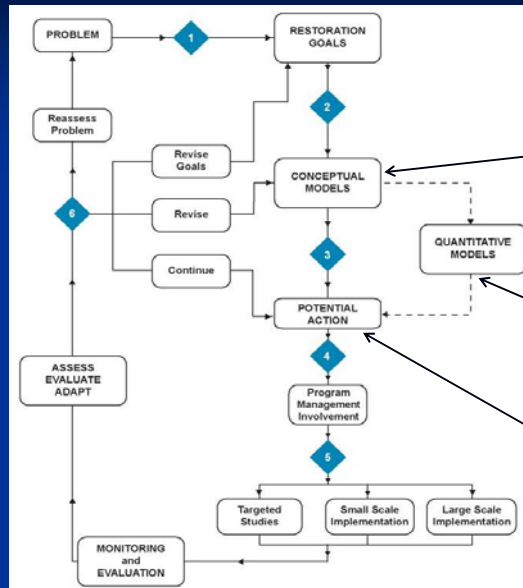 PROBLEM
1
RESTORATION
GOALS
Reassess
Problem
2
Revise
Goals
CONCEPTUAL
MODELS
6
Revise
QUANTITATIVE
MODELS
3
Continue
POTENTIAL
ACTION
ASSESS
EVALUATE
ADAPT
4
Program
Management
Involvement
5
Targeted
Studies
Small Scale
Implementation
Large Scale
Implementation
MONITORING
and
EVALUATION